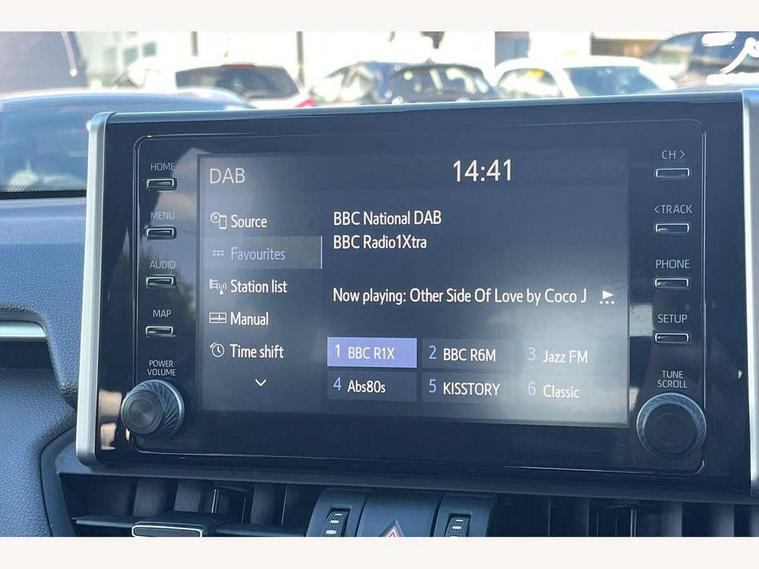 HOME
MENU
AUDIO
MAP
POWER
VOLUME
DAB
14:41
Source
Favourites
Station list
Manual
Time shift
BBC National DAB
BBC Radio1Xtra
Now playing: Other Side Of Love by Coco J
1 BBC R1X
2 BBC R6M
3 Jazz FM
4 Abs80s
5 KISSTORY
6 Classic
CH >
< TRACK
PHONE
SETUP
TUNE
SCROLL